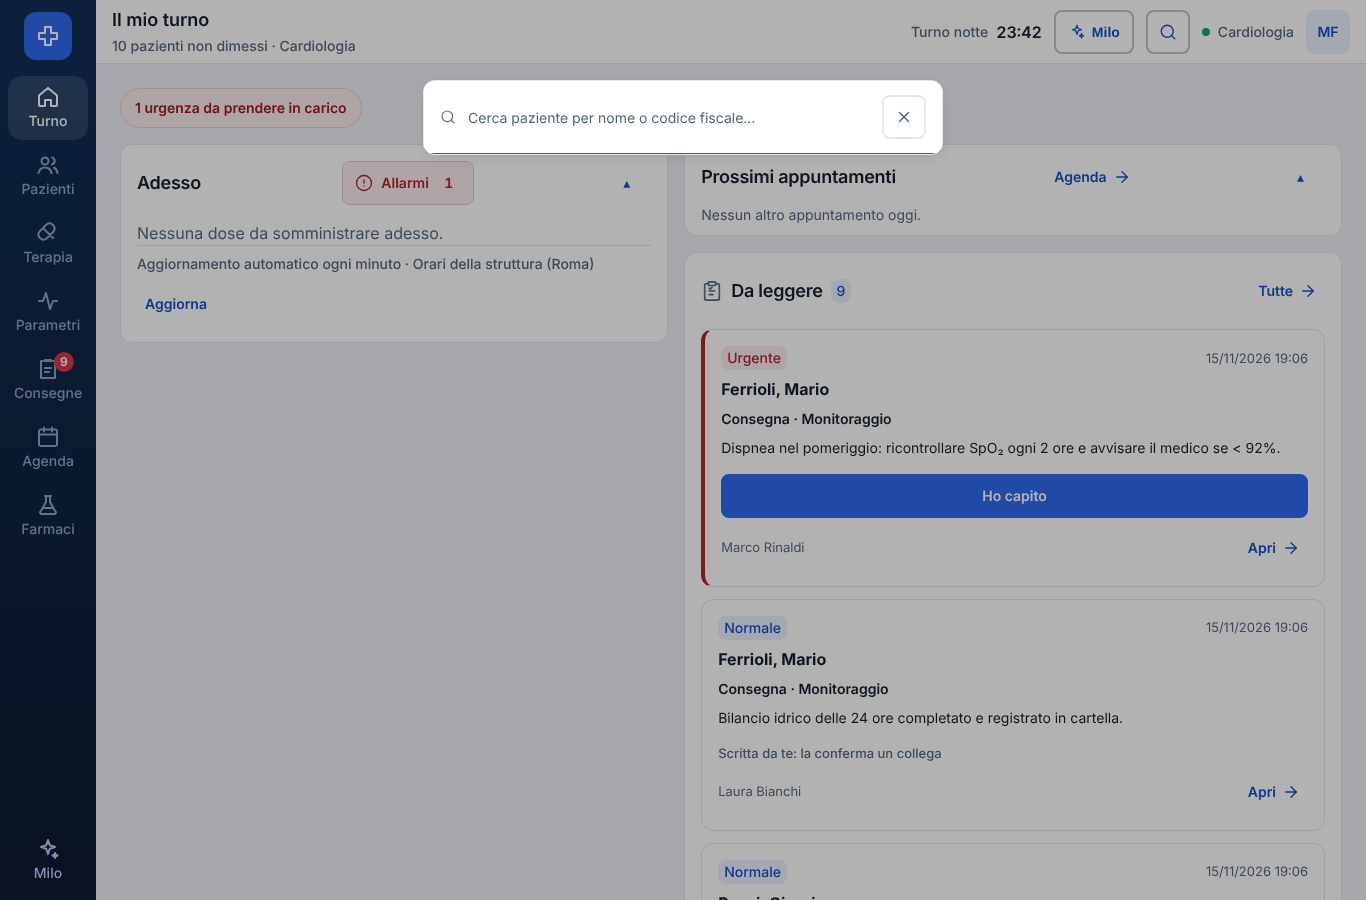 Il mio turno
10 pazienti non dimessi · Cardiologia
Turno notte 23:42
Milo
Cardiologia
MF
Turno
Pazienti
Terapia
Parametri
9
Consegne
Agenda
Farmaci
Milo
1 urgenza da prendere in carico
Cerca paziente per nome o codice fiscale...
Adesso
Allarmi 1
Nessuna dose da somministrare adesso.
Aggiornamento automatico ogni minuto · Orari della struttura (Roma)
Aggiorna
Prossimi appuntamenti
Agenda
Nessun altro appuntamento oggi.
Da leggere 9
Tutte
Urgente
15/11/2026 19:06
Ferrioli, Mario
Consegna · Monitoraggio
Dispnea nel pomeriggio: ricontrollare SpO₂ ogni 2 ore e avvisare il medico se < 92%.
Ho capito
Marco Rinaldi
Apri
Normale
15/11/2026 19:06
Ferrioli, Mario
Consegna · Monitoraggio
Bilancio idrico delle 24 ore completato e registrato in cartella.
Scritta da te: la conferma un collega
Laura Bianchi
Apri
Normale
15/11/2026 19:06